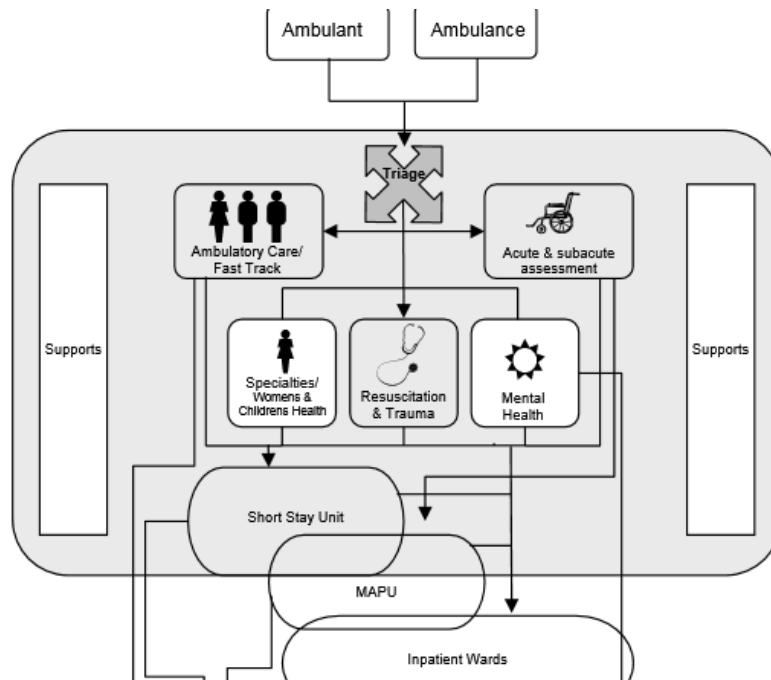 Ambulant
Ambulance
Triage
Ambulatory Care/
Fast Track
Acute & subacute
assessment
Supports
Supports
Specialties/
Womens &
Childrens Health
Resuscitation
& Trauma
Mental
Health
Short Stay Unit
MAPU
Inpatient Wards